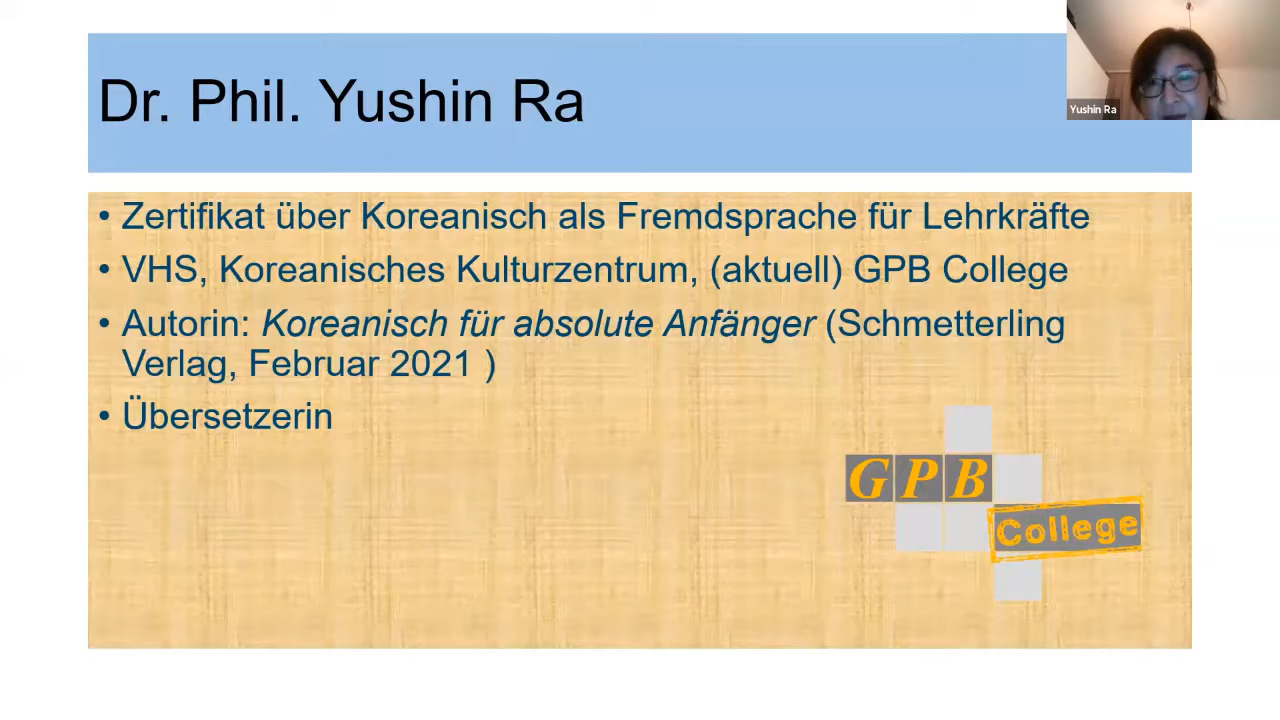 Dr. Phil. Yushin Ra
Yushin Ra
• Zertifikat über Koreanisch als Fremdsprache für Lehrkräfte
• VHS, Koreanisches Kulturzentrum, (aktuell) GPB College
• Autorin: Koreanisch für absolute Anfänger (Schmetterling
Verlag, Februar 2021 )
• Übersetzerin
GPB
College